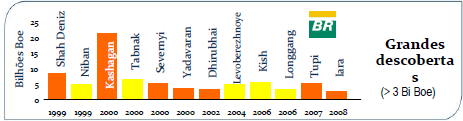 Bilhões Boe
25
20
15
10
5
0
Shah Deniz
Niban
Kashagan
Tabnak
Severnyi
Yadavaran
Dhirubhai
Levoberezhnoye
Kish
Longgang
Tupi
Iara
BR
1999 1999 2000 2000 2000 2000 2002 2004 2006 2006 2007 2008
Grandes
descoberta
s
(> 3 Bi Boe)